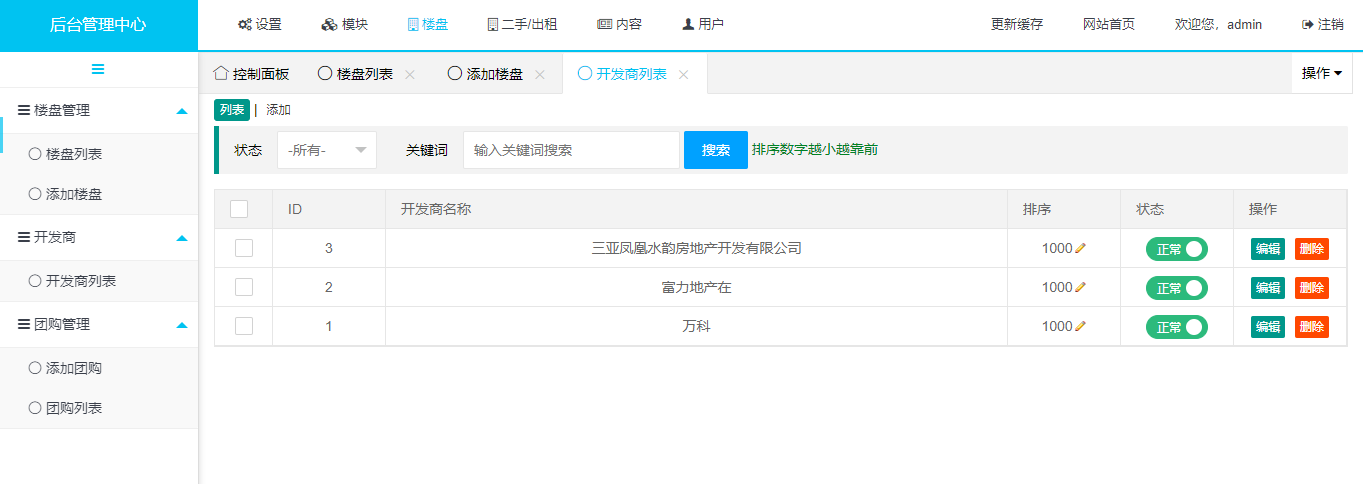 后台管理中心 设置 模块 楼盘 二手/出租 内容 用户 更新缓存 网站首页 欢迎您，admin 注销
控制面板 楼盘列表 添加楼盘 开发商列表 操作
楼盘管理
楼盘列表
添加楼盘
开发商
开发商列表
团购管理
添加团购
团购列表
列表 | 添加
状态 -所有- 关键词 输入关键词搜索 搜索 排序数字越小越靠前
ID 开发商名称 排序 状态 操作
3 三亚凤凰水韵房地产开发有限公司 1000 正常 编辑 删除
2 富力地产在 1000 正常 编辑 删除
1 万科 1000 正常 编辑 删除